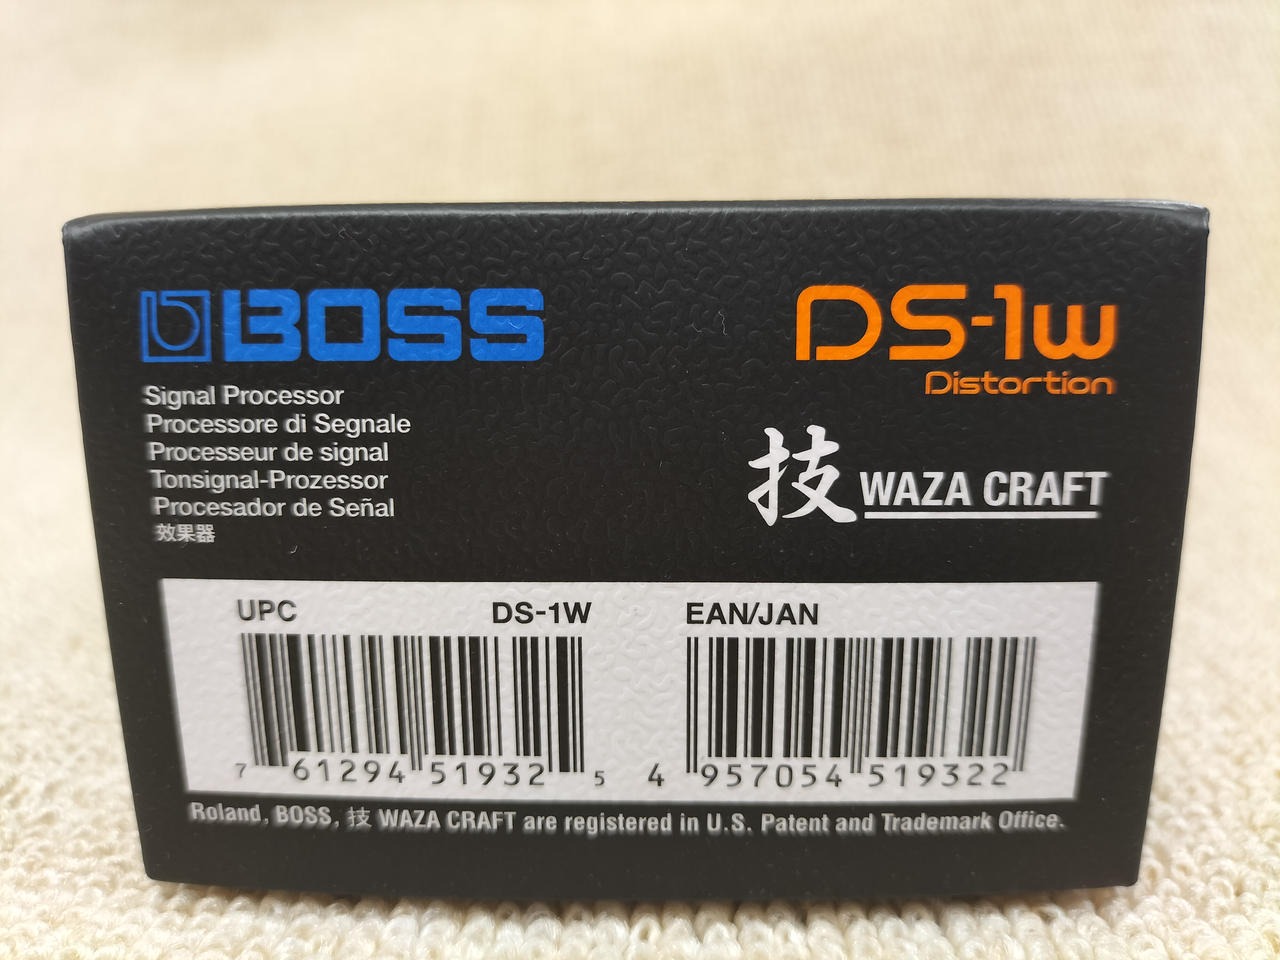 BOSS
DS-1w
Distortion
Signal Processor
Processore di Segnale
Processeur de signal
Tonsignal-Prozessor
Procesador de Señal
效果器
技 WAZA CRAFT
UPC DS-1W EAN/JAN
7 61294 51932 5
4 957054 519322
Roland, BOSS, 技 WAZA CRAFT are registered in U.S. Patent and Trademark Office.